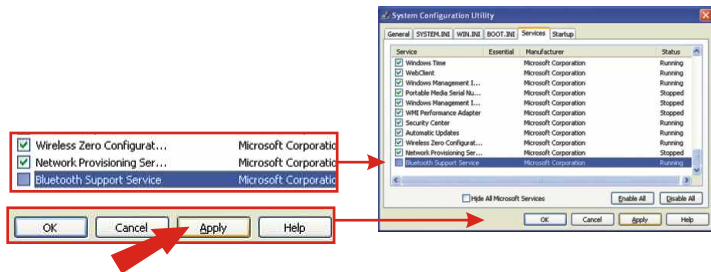 System Configuration Utility
General SYSTEM.INI WIN.INI BOOT.INI Services Startup
Service Essential Manufacturer Status
Windows Time Microsoft Corporation Running
WebClient Microsoft Corporation Running
Windows Management I... Microsoft Corporation Running
Portable Media Serial Nu... Microsoft Corporation Stopped
Windows Management I... Microsoft Corporation Stopped
WMI Performance Adapter Microsoft Corporation Stopped
Security Center Microsoft Corporation Running
Automatic Updates Microsoft Corporation Running
Wireless Zero Configurat... Microsoft Corporation Running
Network Provisioning Ser... Microsoft Corporation Stopped
Bluetooth Support Service Microsoft Corporation Running
Hide All Microsoft Services Enable All Disable All
OK Cancel Apply Help
Wireless Zero Configurat... Microsoft Corporatio
Network Provisioning Ser... Microsoft Corporatio
Bluetooth Support Service Microsoft Corporatio
OK Cancel Apply Help